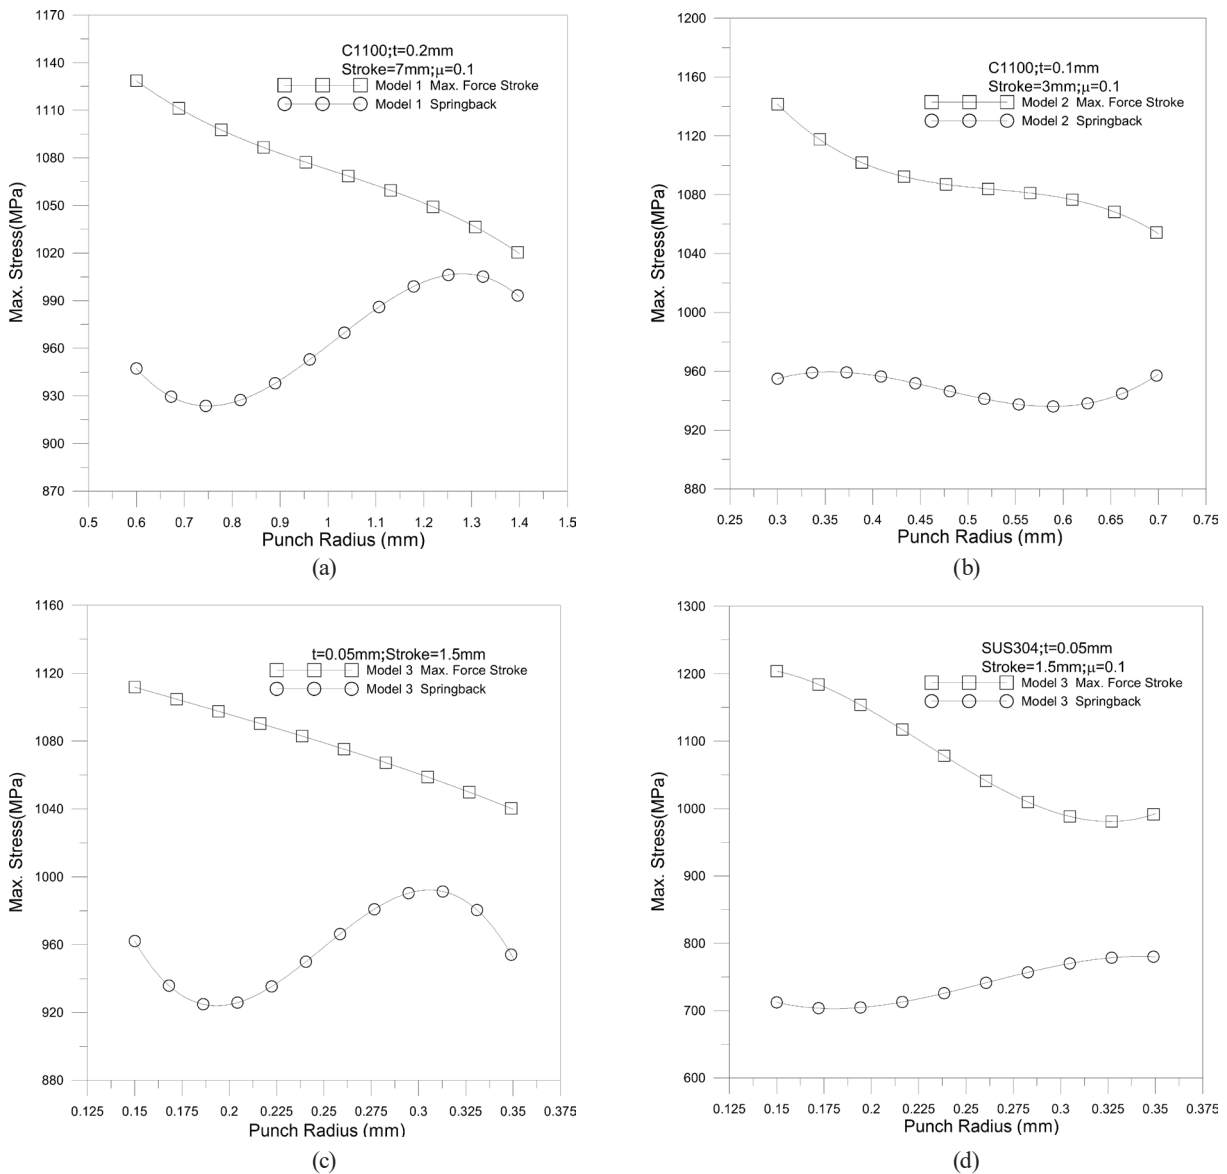 1170
1140
1110
1080
1050
1020
990
960
930
900
870
Max. Stress(MPa)
C1100;t=0.2mm
Stroke=7mm;μ=0.1
Model 1 Max. Force Stroke
Model 1 Springback
0.5 0.6 0.7 0.8 0.9 1 1.1 1.2 1.3 1.4 1.5
Punch Radius (mm)
(a)
1200
1160
1120
1080
1040
1000
960
920
880
Max. Stress(MPa)
C1100;t=0.1mm
Stroke=3mm;μ=0.1
Model 2 Max. Force Stroke
Model 2 Springback
0.25 0.3 0.35 0.4 0.45 0.5 0.55 0.6 0.65 0.7 0.75
Punch Radius (mm)
(b)
1160
1120
1080
1040
1000
960
920
880
Max. Stress(MPa)
t=0.05mm;Stroke=1.5mm
Model 3 Max. Force Stroke
Model 3 Springback
0.125 0.15 0.175 0.2 0.225 0.25 0.275 0.3 0.325 0.35 0.375
Punch Radius (mm)
(c)
1300
1200
1100
1000
900
800
700
600
Max. Stress(MPa)
SUS304;t=0.05mm
Stroke=1.5mm;μ=0.1
Model 3 Max. Force Stroke
Model 3 Springback
0.125 0.15 0.175 0.2 0.225 0.25 0.275 0.3 0.325 0.35 0.375
Punch Radius (mm)
(d)